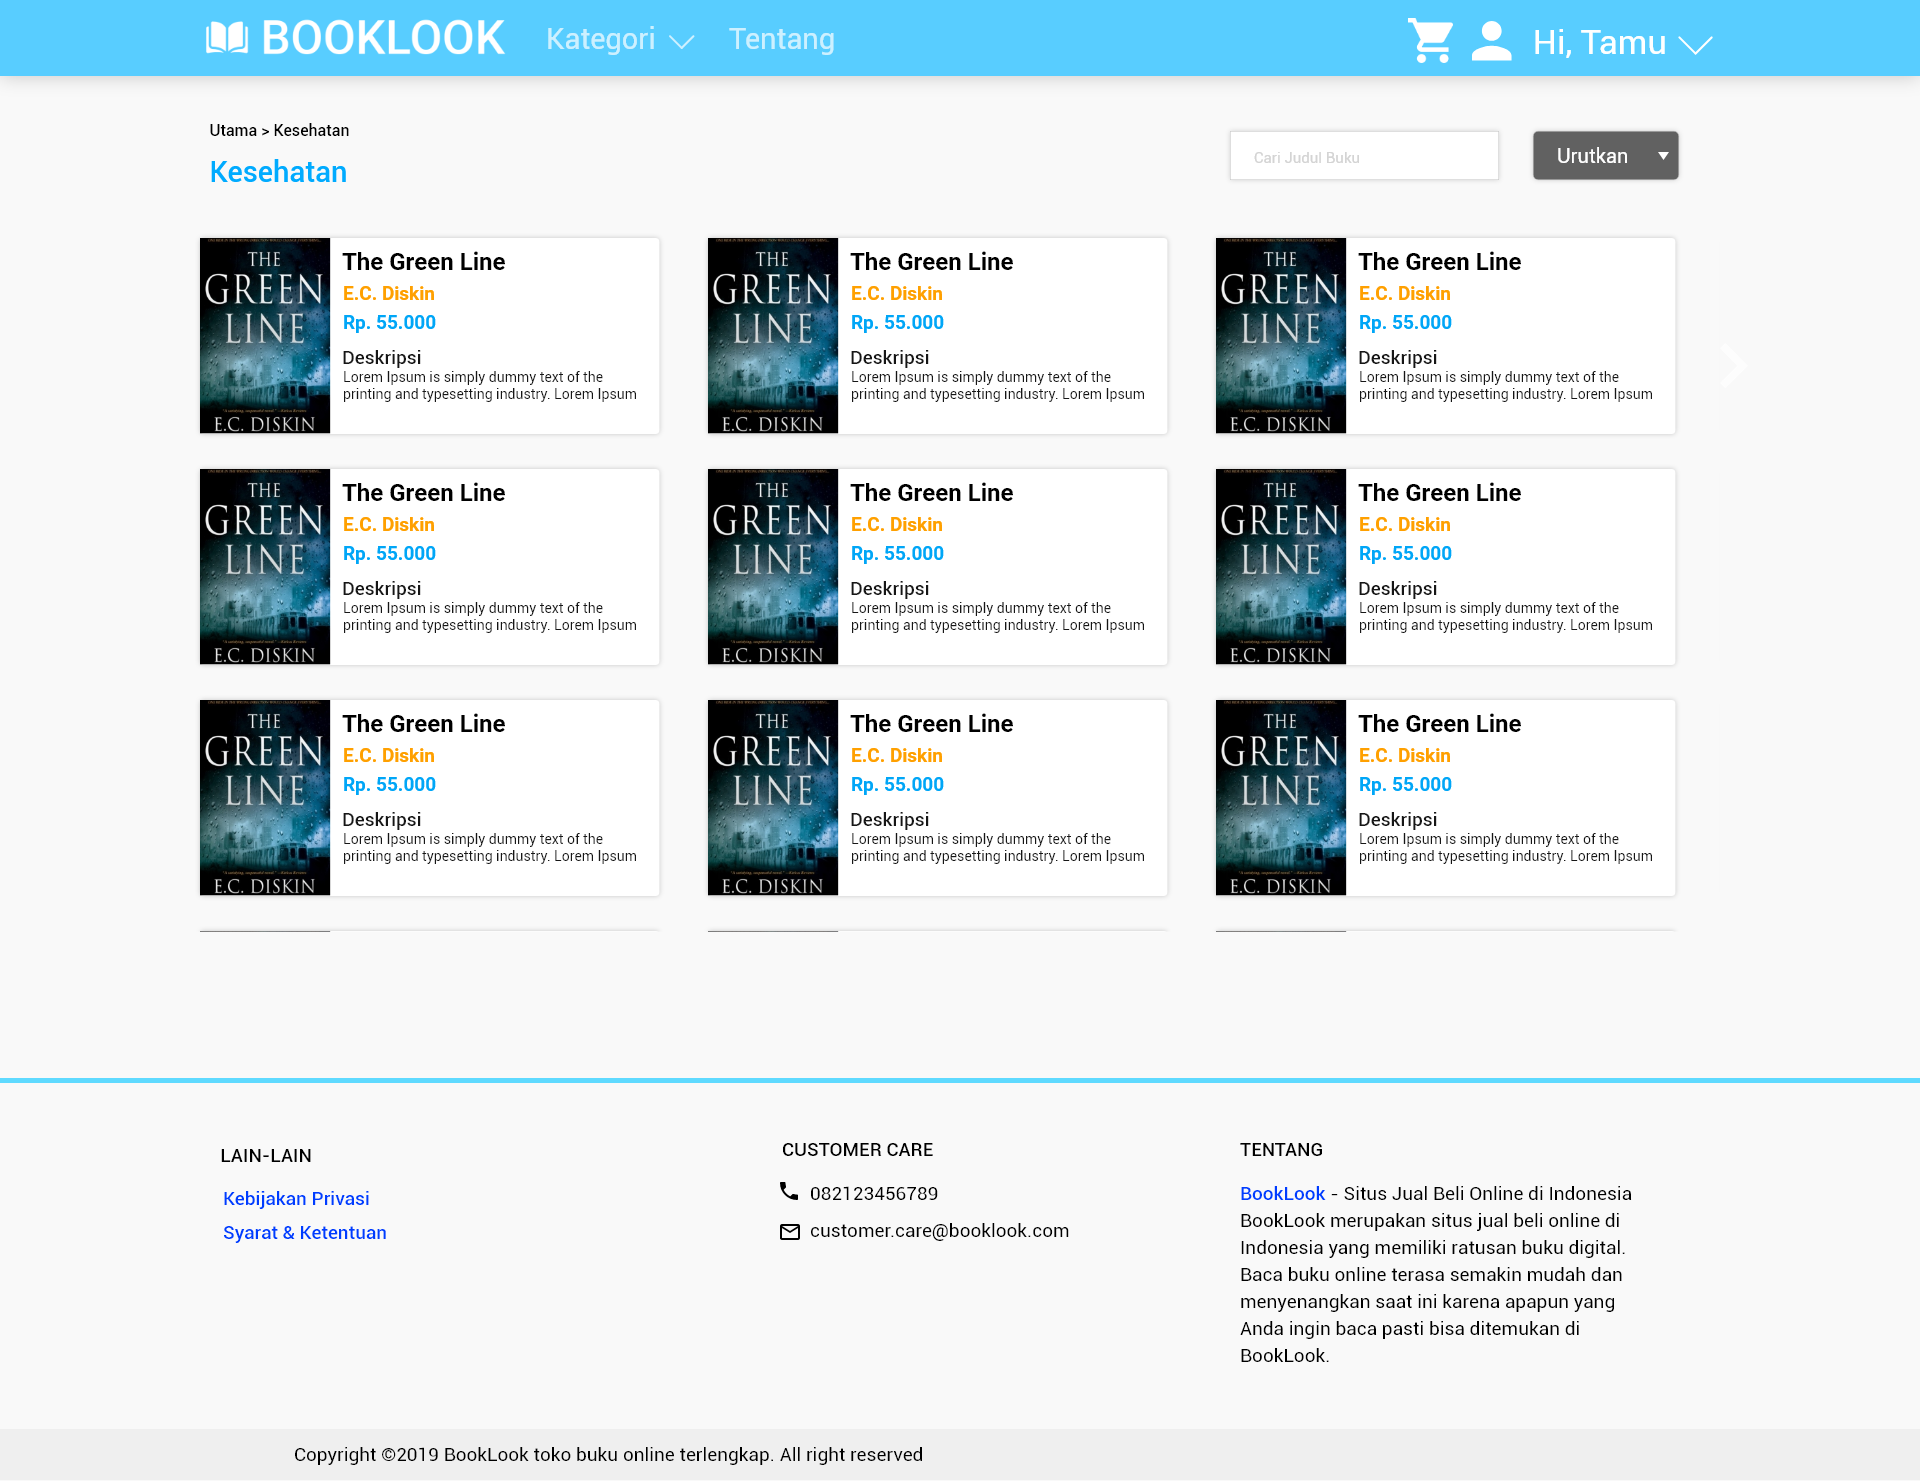 BOOKLOOK Kategori Tentang Hi, Tamu
Utama > Kesehatan
Kesehatan
Cari Judul Buku
Urutkan
THE
GREEN
LINE
E.C. DISKIN
The Green Line
E.C. Diskin
Rp. 55.000
Deskripsi
Lorem Ipsum is simply dummy text of the
printing and typesetting industry. Lorem Ipsum
THE
GREEN
LINE
E.C. DISKIN
The Green Line
E.C. Diskin
Rp. 55.000
Deskripsi
Lorem Ipsum is simply dummy text of the
printing and typesetting industry. Lorem Ipsum
THE
GREEN
LINE
E.C. DISKIN
The Green Line
E.C. Diskin
Rp. 55.000
Deskripsi
Lorem Ipsum is simply dummy text of the
printing and typesetting industry. Lorem Ipsum
THE
GREEN
LINE
E.C. DISKIN
The Green Line
E.C. Diskin
Rp. 55.000
Deskripsi
Lorem Ipsum is simply dummy text of the
printing and typesetting industry. Lorem Ipsum
THE
GREEN
LINE
E.C. DISKIN
The Green Line
E.C. Diskin
Rp. 55.000
Deskripsi
Lorem Ipsum is simply dummy text of the
printing and typesetting industry. Lorem Ipsum
THE
GREEN
LINE
E.C. DISKIN
The Green Line
E.C. Diskin
Rp. 55.000
Deskripsi
Lorem Ipsum is simply dummy text of the
printing and typesetting industry. Lorem Ipsum
THE
GREEN
LINE
E.C. DISKIN
The Green Line
E.C. Diskin
Rp. 55.000
Deskripsi
Lorem Ipsum is simply dummy text of the
printing and typesetting industry. Lorem Ipsum
THE
GREEN
LINE
E.C. DISKIN
The Green Line
E.C. Diskin
Rp. 55.000
Deskripsi
Lorem Ipsum is simply dummy text of the
printing and typesetting industry. Lorem Ipsum
THE
GREEN
LINE
E.C. DISKIN
The Green Line
E.C. Diskin
Rp. 55.000
Deskripsi
Lorem Ipsum is simply dummy text of the
printing and typesetting industry. Lorem Ipsum
LAIN-LAIN
Kebijakan Privasi
Syarat & Ketentuan
CUSTOMER CARE
082123456789
customer.care@booklook.com
TENTANG
BookLook - Situs Jual Beli Online di Indonesia
BookLook merupakan situs jual beli online di
Indonesia yang memiliki ratusan buku digital.
Baca buku online terasa semakin mudah dan
menyenangkan saat ini karena apapun yang
Anda ingin baca pasti bisa ditemukan di
BookLook.
Copyright ©2019 BookLook toko buku online terlengkap. All right reserved